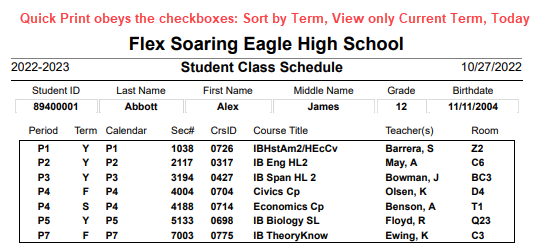 Quick Print obeys the checkboxes: Sort by Term, View only Current Term, Today
Flex Soaring Eagle High School
2022-2023 Student Class Schedule 10/27/2022
Student ID Last Name First Name Middle Name Grade Birthdate
89400001 Abbott Alex James 12 11/11/2004
Period Term Calendar Sec# CrsID Course Title Teacher(s) Room
P1 Y P1 1038 0726 IBHstAm2/HEcCv Barrera, S Z2
P2 Y P2 2117 0317 IB Eng HL2 May, A C6
P3 Y P3 3194 0427 IB Span HL 2 Bowman, J BC3
P4 F P4 4004 0704 Civics Cp Olsen, K D4
P4 S P4 4188 0714 Economics Cp Benson, A T1
P5 Y P5 5133 0698 IB Biology SL Floyd, R Q23
P7 F P7 7003 0775 IB TheoryKnow Ewing, K C3